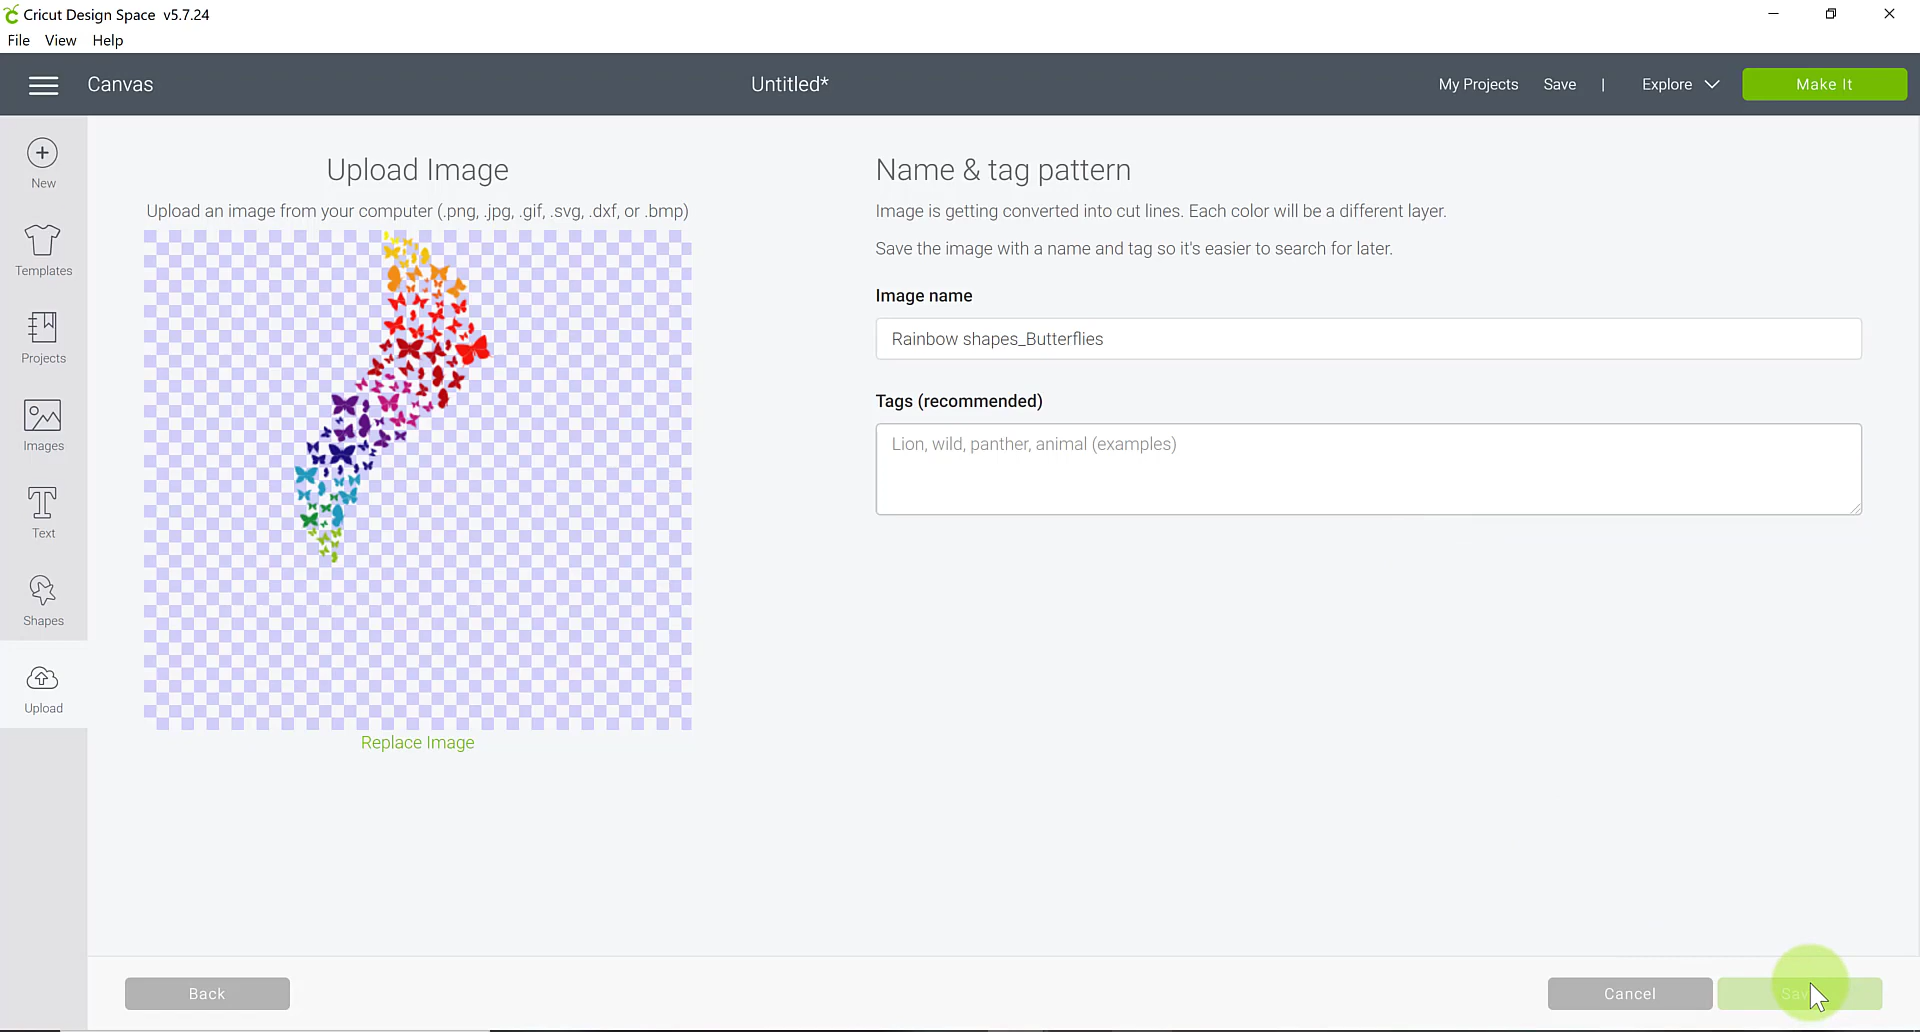 Cricut Design Space v5.7.24
File View Help
Canvas
Untitled*
My Projects Save | Explore
Make It
New
Templates
Projects
Images
Text
Shapes
Upload
Upload Image
Upload an image from your computer (.png, .jpg, .gif, .svg, .dxf, or .bmp)
Replace Image
Name & tag pattern
Image is getting converted into cut lines. Each color will be a different layer.
Save the image with a name and tag so it's easier to search for later.
Image name
Rainbow shapes_Butterflies
Tags (recommended)
Lion, wild, panther, animal (examples)
Back
Cancel